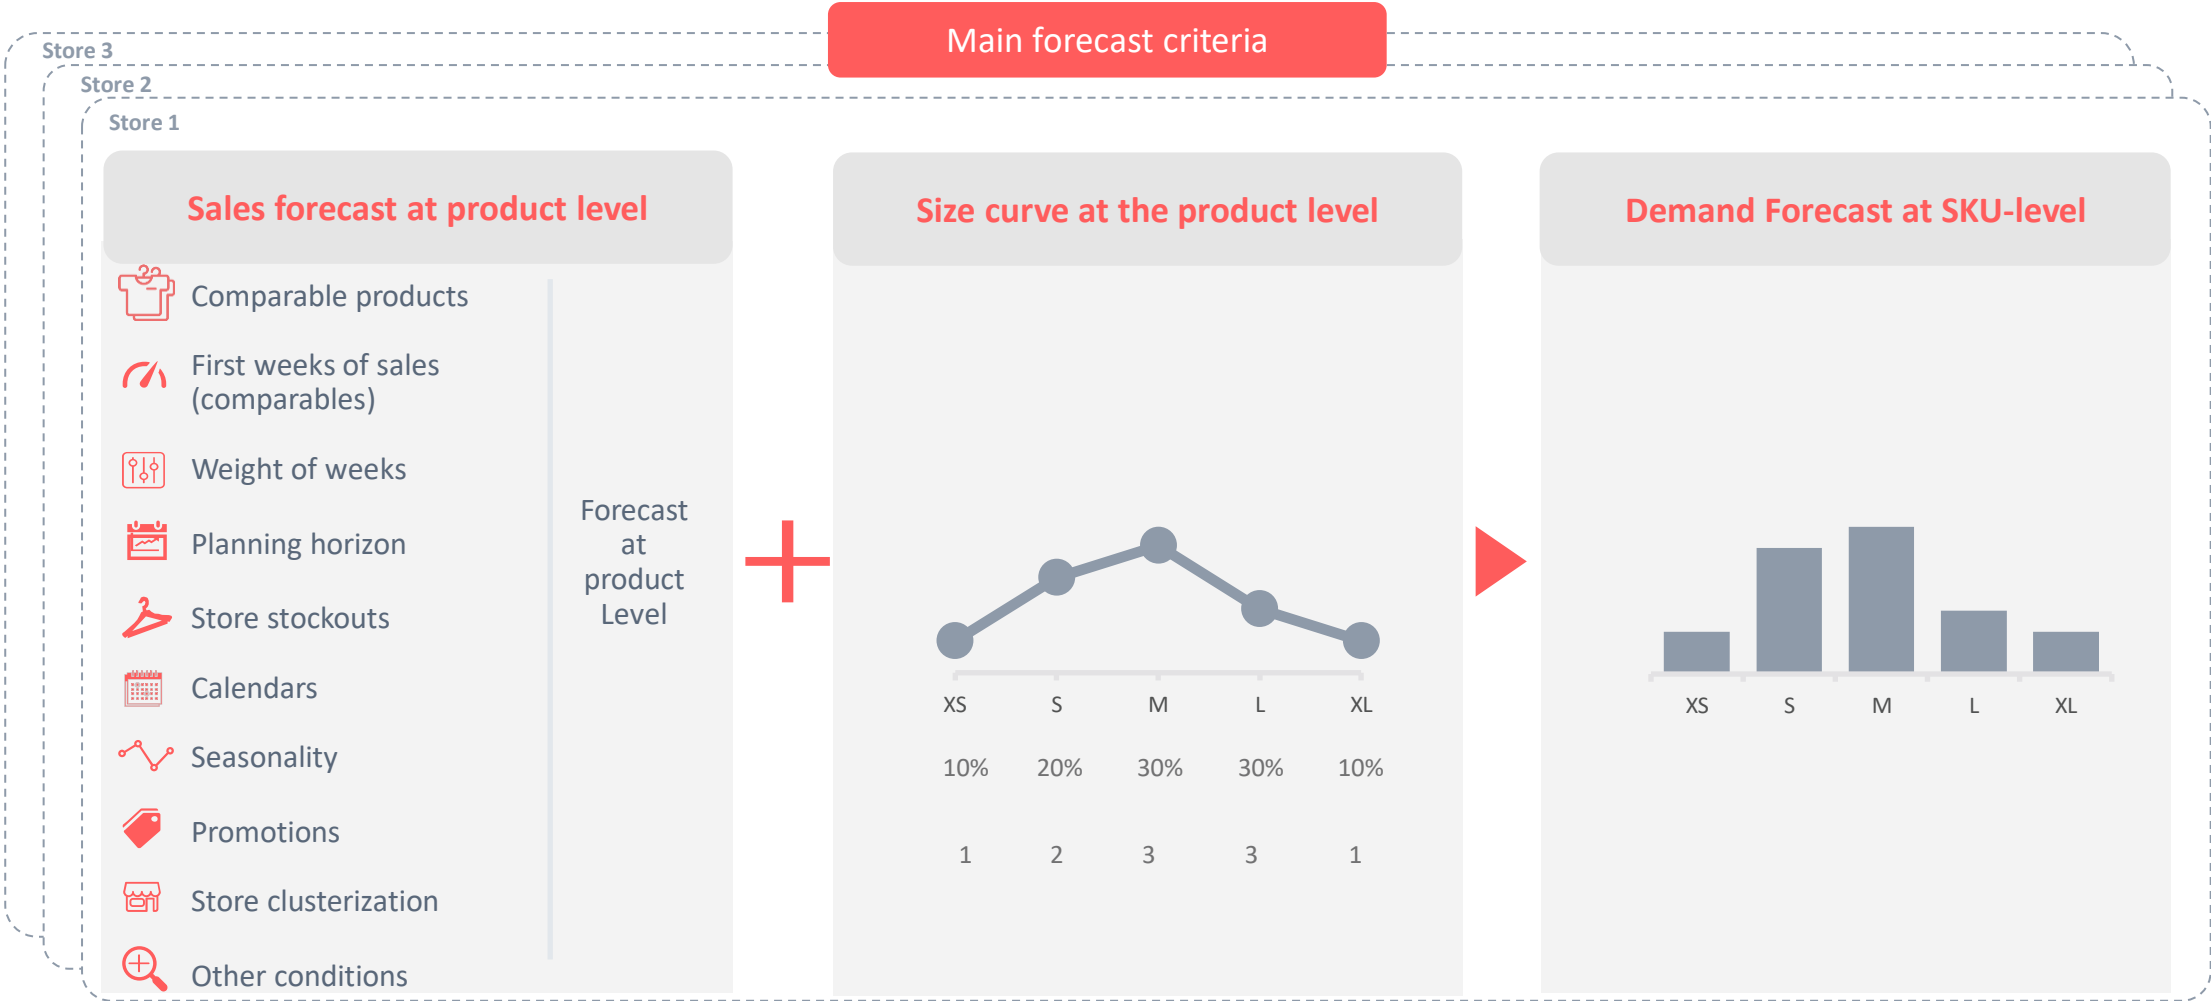 Main forecast criteria
Store 3
Store 2
Store 1
Sales forecast at product level
Comparable products
First weeks of sales
(comparables)
Weight of weeks
Planning horizon
Store stockouts
Calendars
Seasonality
Promotions
Store clusterization
Other conditions
Forecast
at
product
Level
Size curve at the product level
XS S M L XL
10% 20% 30% 30% 10%
1 2 3 3 1
Demand Forecast at SKU-level
XS S M L XL